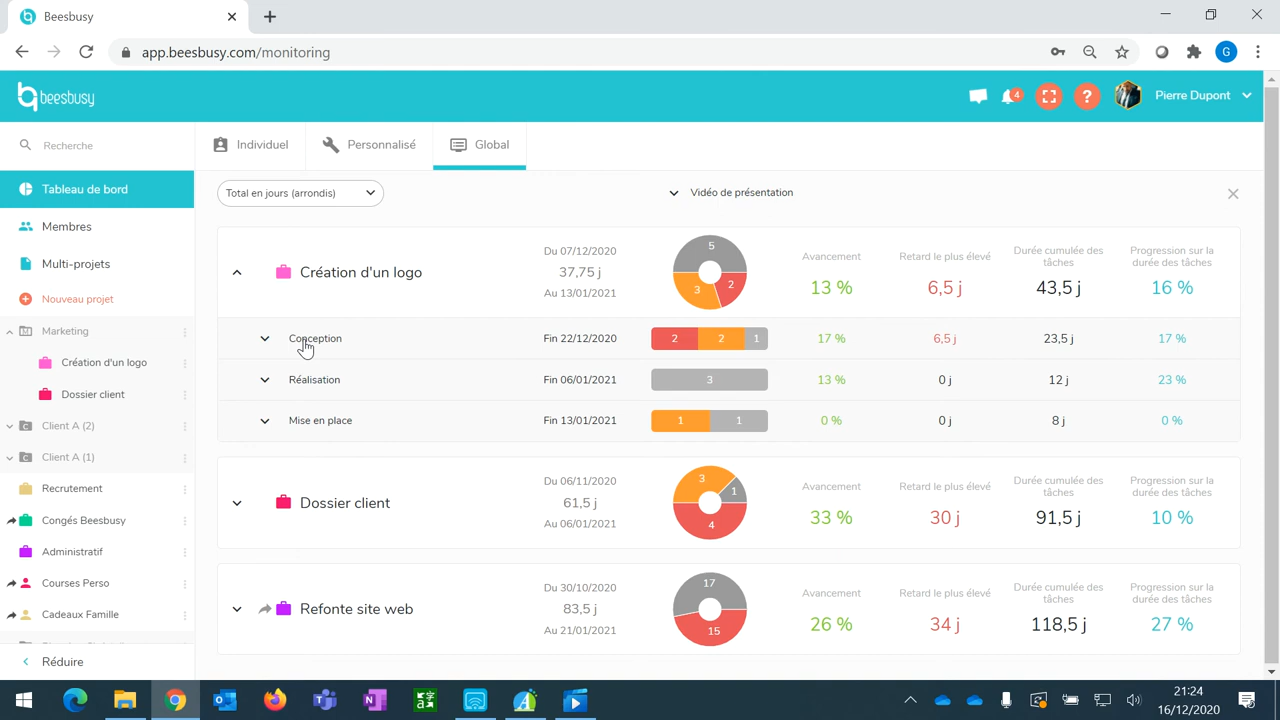 Beesbusy
app.beesbusy.com/monitoring
G
beesbusy
4
?
Pierre Dupont
Recherche
Individuel
Personnalisé
Global
Tableau de bord
Membres
Multi-projets
Nouveau projet
M
Marketing
Création d'un logo
Dossier client
C
Client A (2)
C
Client A (1)
Recrutement
Congés Beesbusy
Administratif
Courses Perso
Cadeaux Famille
Réduire
Total en jours (arrondis)
Vidéo de présentation
Création d'un logo
Du 07/12/2020
37,75 j
Au 13/01/2021
5
3
2
Avancement
13 %
Retard le plus élevé
6,5 j
Durée cumulée des
tâches
43,5 j
Progression sur la
durée des tâches
16 %
Conception
Fin 22/12/2020
2
2
1
17 %
6,5 j
23,5 j
17 %
Réalisation
Fin 06/01/2021
3
13 %
0 j
12 j
23 %
Mise en place
Fin 13/01/2021
1
1
0 %
0 j
8 j
0 %
Dossier client
Du 06/11/2020
61,5 j
Au 06/01/2021
3
1
4
Avancement
33 %
Retard le plus élevé
30 j
Durée cumulée des
tâches
91,5 j
Progression sur la
durée des tâches
10 %
Refonte site web
Du 30/10/2020
83,5 j
Au 21/01/2021
17
15
Avancement
26 %
Retard le plus élevé
34 j
Durée cumulée des
tâches
118,5 j
Progression sur la
durée des tâches
27 %
21:24
16/12/2020